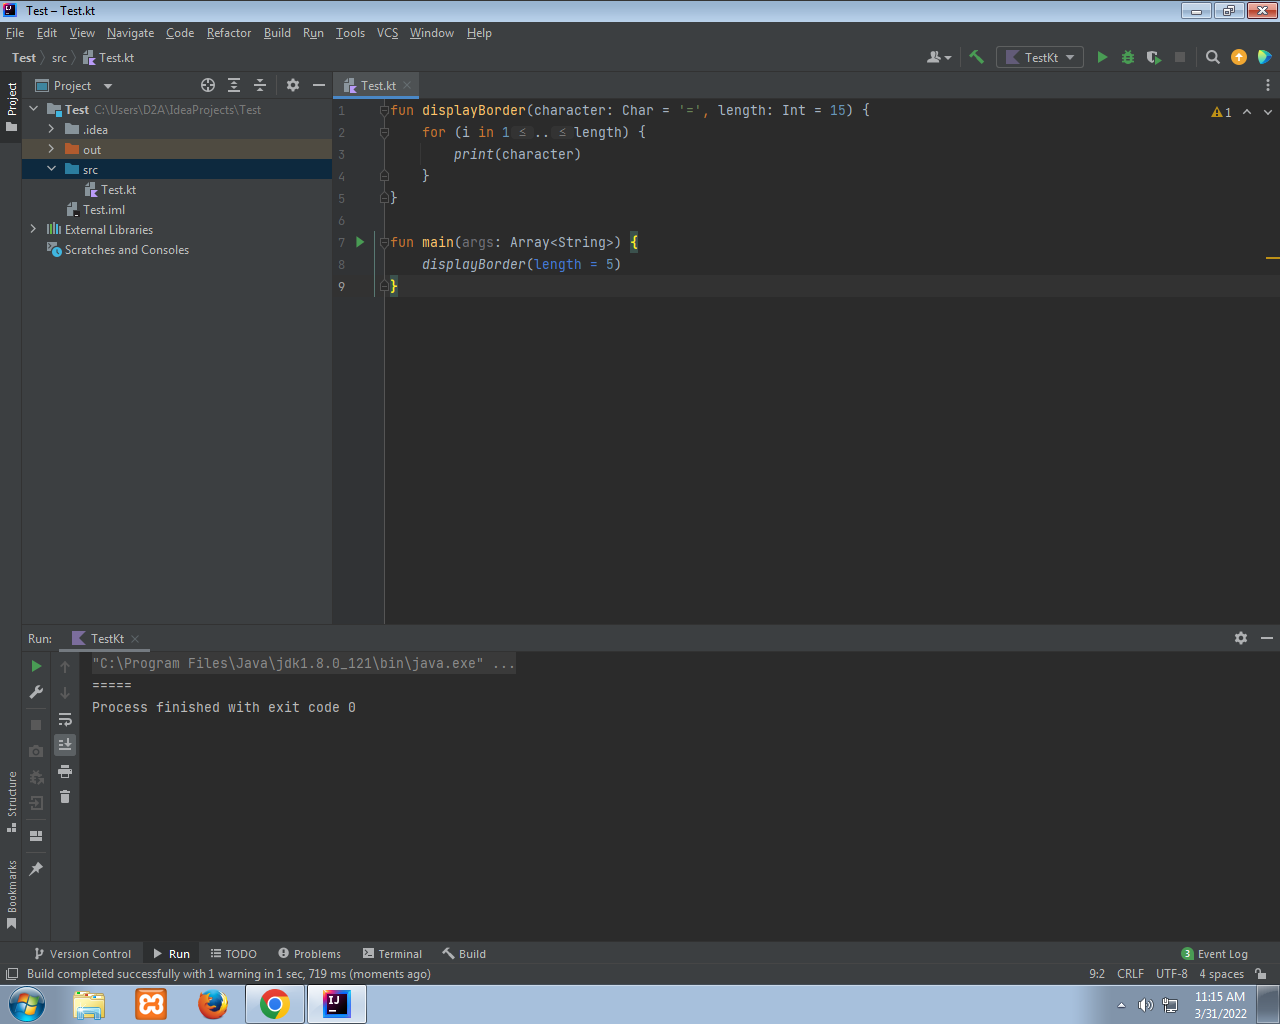 Test – Test.kt
File Edit View Navigate Code Refactor Build Run Tools VCS Window Help
Test src Test.kt
TestKt
Project
Project
Test.kt
Test C:\Users\D2A\IdeaProjects\Test
.idea
out
src
Test.kt
Test.iml
External Libraries
Scratches and Consoles
1 fun displayBorder(character: Char = '=', length: Int = 15) {
2 for (i in 1 ≤ .. ≤ length) {
3 print(character)
4 }
5 }
6
7 fun main(args: Array<String>) {
8 displayBorder(length = 5)
9 }
1
Run: TestKt
"C:\Program Files\Java\jdk1.8.0_121\bin\java.exe" ...
=====
Process finished with exit code 0
Structure
Bookmarks
Version Control Run TODO Problems Terminal Build 3 Event Log
Build completed successfully with 1 warning in 1 sec, 719 ms (moments ago) 9:2 CRLF UTF-8 4 spaces
IJ
11:15 AM
3/31/2022